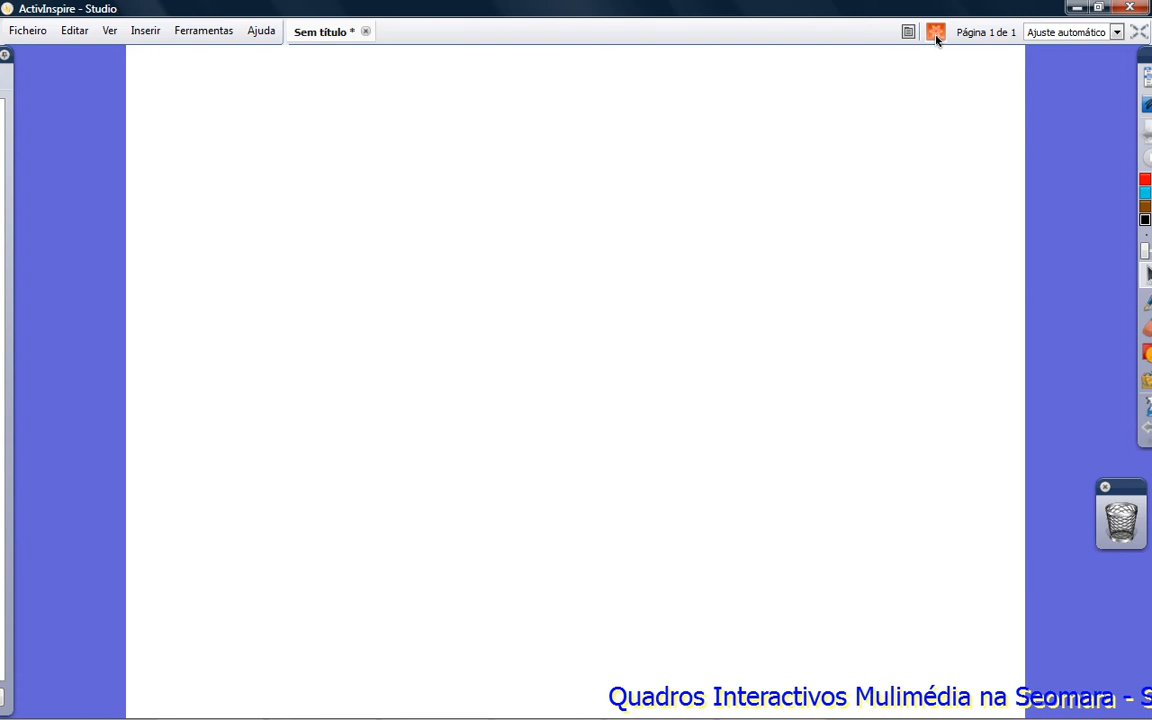 ActivInspire - Studio
Ficheiro Editar Ver Inserir Ferramentas Ajuda Sem título * Página 1 de 1 Ajuste automático
Quadros Interactivos Mulimédia na Seomara - S